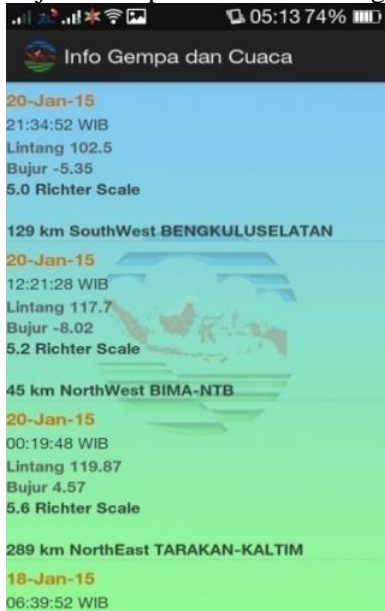 05:13 74%
Info Gempa dan Cuaca
20-Jan-15
21:34:52 WIB
Lintang 102.5
Bujur -5.35
5.0 Richter Scale
129 km SouthWest BENGKULUSELATAN
20-Jan-15
12:21:28 WIB
Lintang 117.7
Bujur -8.02
5.2 Richter Scale
45 km NorthWest BIMA-NTB
20-Jan-15
00:19:48 WIB
Lintang 119.87
Bujur 4.57
5.6 Richter Scale
289 km NorthEast TARAKAN-KALTIM
18-Jan-15
06:39:52 WIB